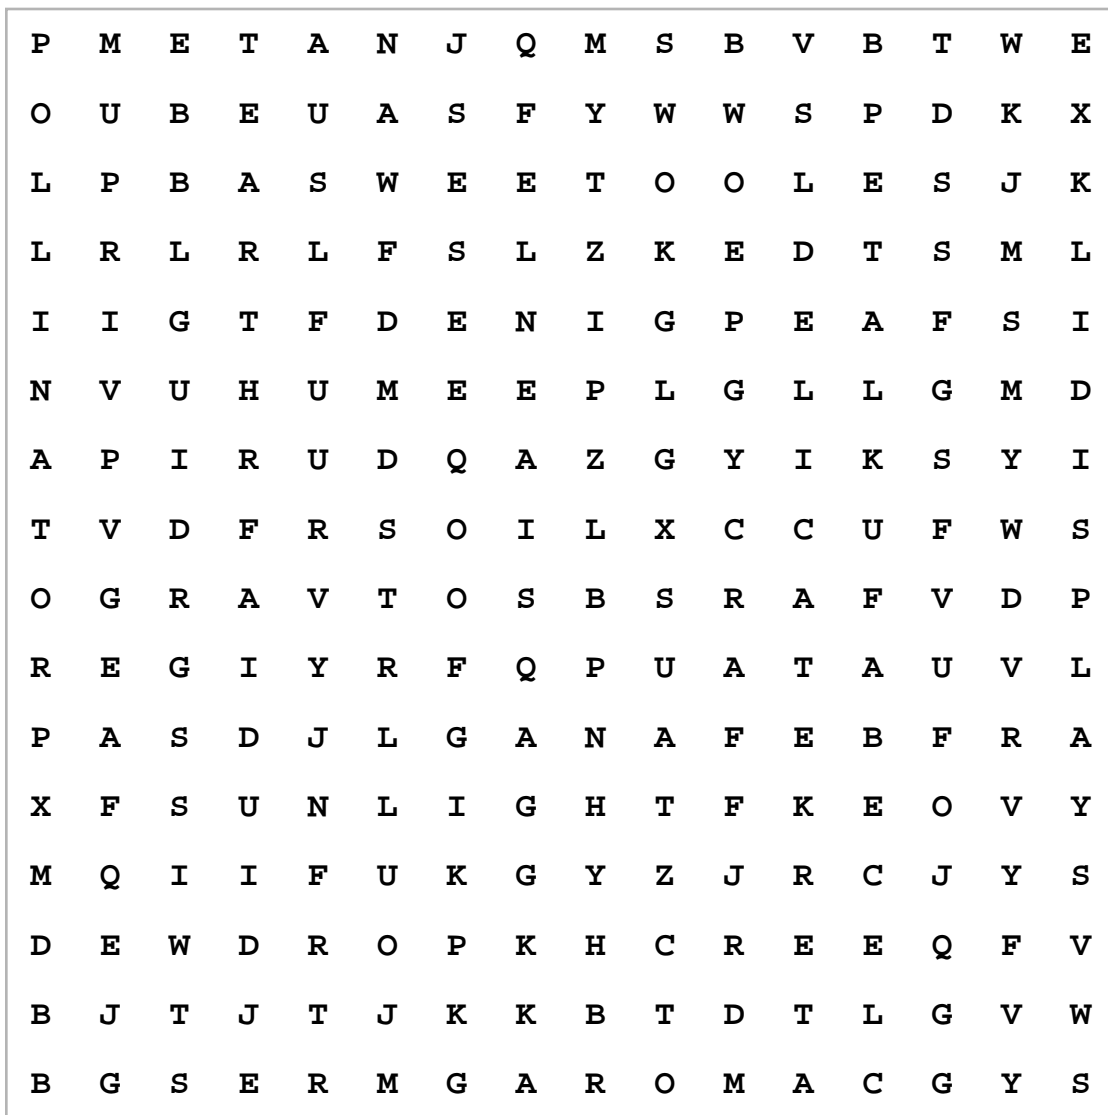 P M E T A N J Q M S B V B T W E
O U B E U A S F Y W W S P D K X
L P B A S W E E T O O L E S J K
L R L R L F S L Z K E D T S M L
I I G T F D E N I G P E A F S I
N V U H U M E E P L G L L G M D
A P I R U D Q A Z G Y I K S Y I
T V D F R S O I L X C C U F W S
O G R A V T O S B S R A F V D P
R E G I Y R F Q P U A T A U V L
P A S D J L G A N A F E B F R A
X F S U N L I G H T F K E O V Y
M Q I I F U K G Y Z J R C J Y S
D E W D R O P K H C R E E Q F V
B J T J T J K K B T D T L G V W
B G S E R M G A R O M A C G Y S